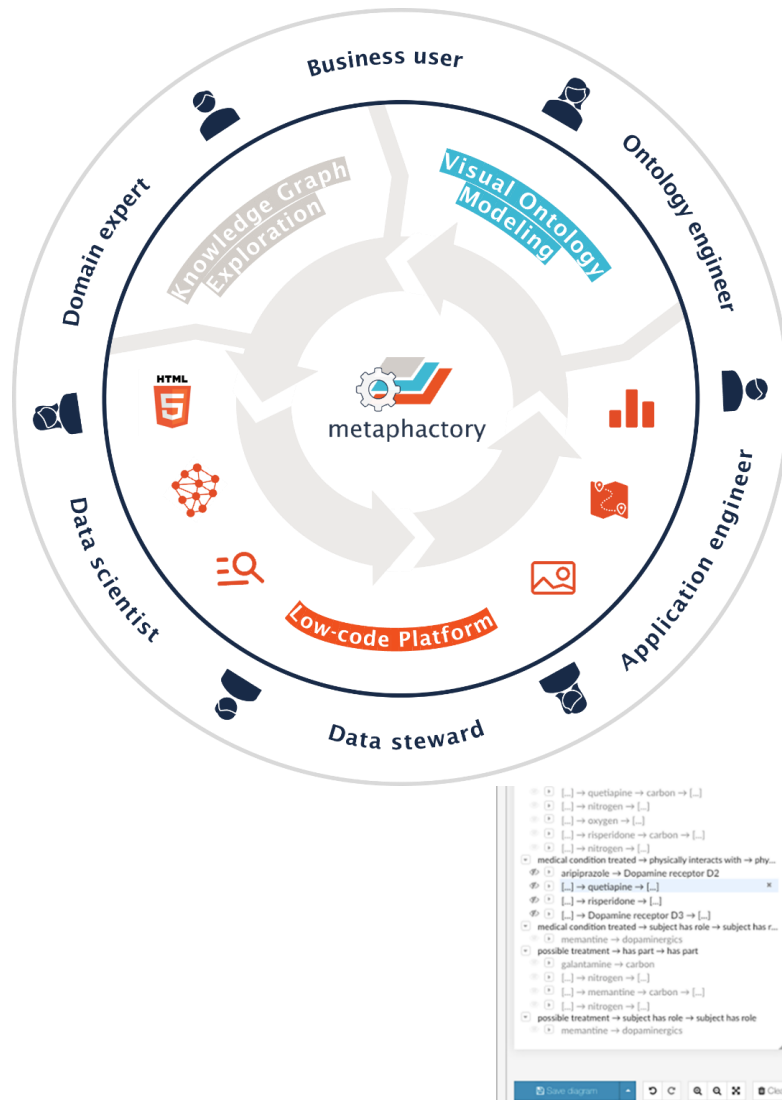 Business user
Ontology engineer
Domain expert
Knowledge Graph
Exploration
Visual Ontology
Modeling
HTML
5
metaphactory
Data scientist
Application engineer
Low-code Platform
Data steward
[...] → quetiapine → carbon → [...]
[...] → nitrogen → [...]
[...] → oxygen → [...]
[...] → risperidone → carbon → [...]
[...] → nitrogen → [...]
medical condition treated → physically interacts with → phy...
aripiprazole → Dopamine receptor D2
[...] → quetiapine → [...]
[...] → risperidone → [...]
[...] → Dopamine receptor D3 → [...]
medical condition treated → subject has role → subject has r...
memantine → dopaminergics
possible treatment → has part → has part
galantamine → carbon
[...] → nitrogen → [...]
[...] → memantine → carbon → [...]
[...] → nitrogen → [...]
possible treatment → subject has role → subject has role
memantine → dopaminergics
Save diagram
Clea